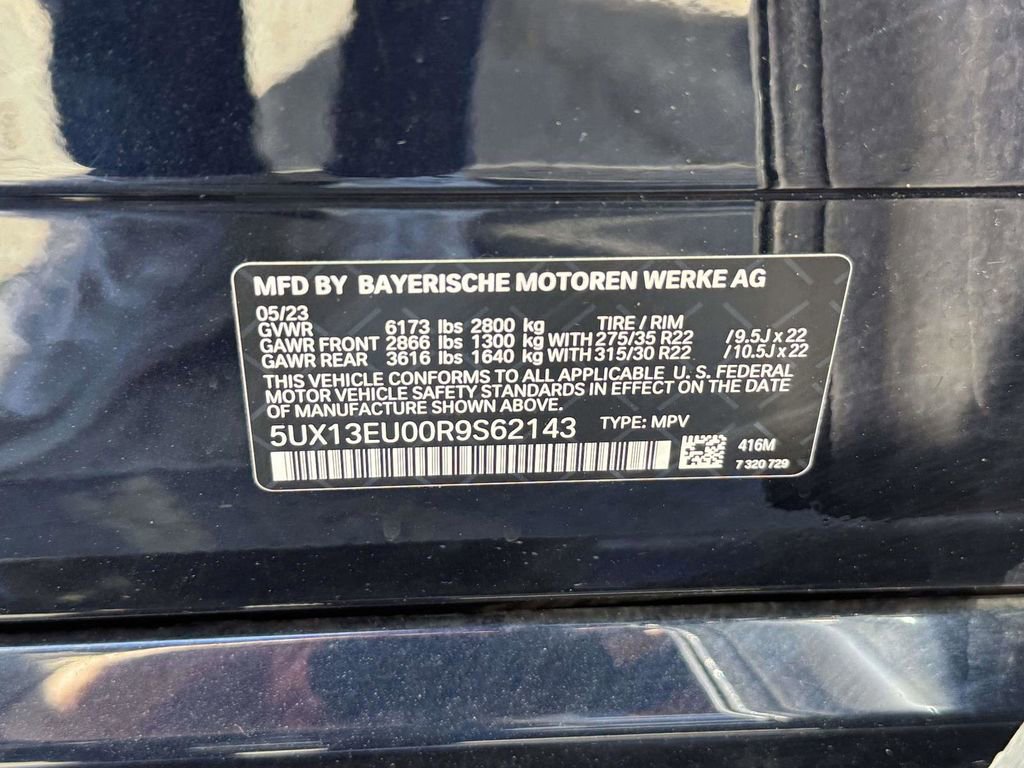 MFD BY BAYERISCHE MOTOREN WERKE AG
05/23 TIRE / RIM
GVWR 6173 lbs 2800 kg
GAWR FRONT 2866 lbs 1300 kg WITH 275/35 R22 / 9.5J x 22
GAWR REAR 3616 lbs 1640 kg WITH 315/30 R22 / 10.5J x 22
THIS VEHICLE CONFORMS TO ALL APPLICABLE U. S. FEDERAL
MOTOR VEHICLE SAFETY STANDARDS IN EFFECT ON THE DATE
OF MANUFACTURE SHOWN ABOVE.
5UX13EU00R9S62143 TYPE: MPV
416M
7 320 729